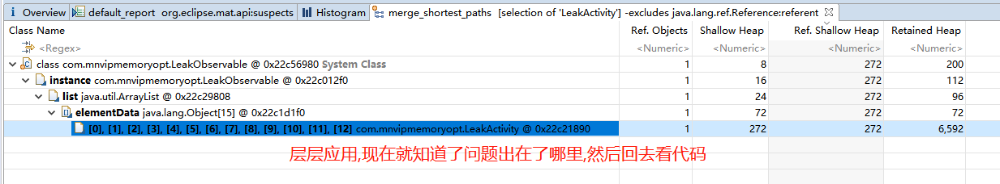 Overview default_report org.eclipse.mat.api:suspects Histogram merge_shortest_paths [selection of 'LeakActivity'] -excludes java.lang.ref.Reference:referent
Class Name Ref. Objects Shallow Heap Ref. Shallow Heap Retained Heap
<Regex> <Numeric> <Numeric> <Numeric> <Numeric>
class com.mnvipmemoryopt.LeakObservable @ 0x22c56980 System Class 1 8 272 200
instance com.mnvipmemoryopt.LeakObservable @ 0x22c012f0 1 16 272 112
list java.util.ArrayList @ 0x22c29808 1 24 272 96
elementData java.lang.Object[15] @ 0x22c1d1f0 1 72 272 72
[0], [1], [2], [3], [4], [5], [6], [7], [8], [9], [10], [11], [12] com.mnvipmemoryopt.LeakActivity @ 0x22c21890 1 272 272 6,592
层层应用,现在就知道了问题出在了哪里,然后回去看代码